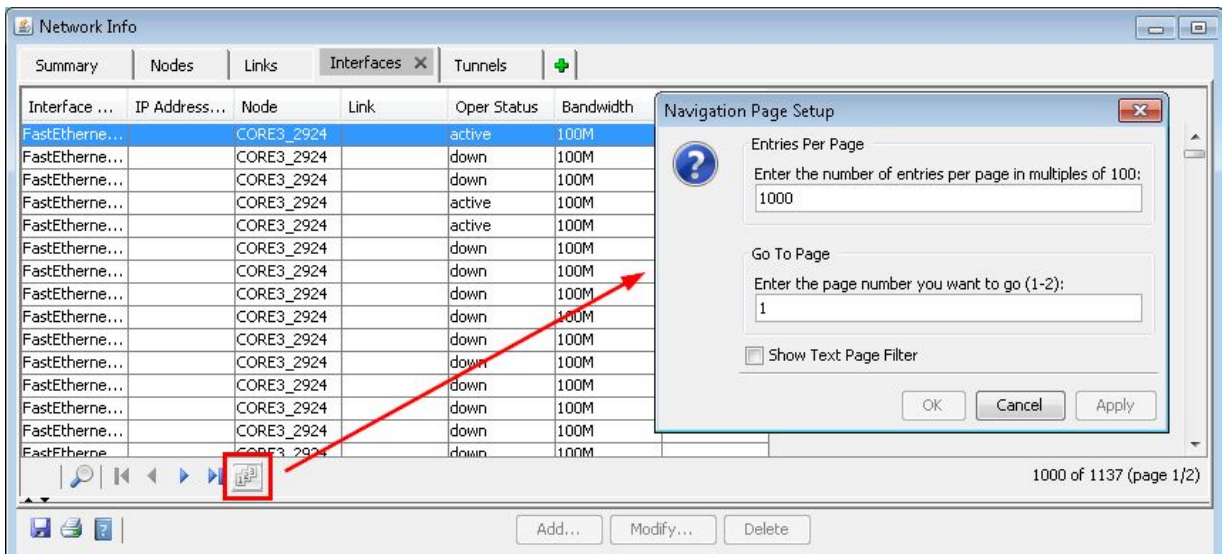 Network Info
Summary Nodes Links Interfaces Tunnels
Interface ... IP Address... Node Link Oper Status Bandwidth
FastEtherne... CORE3_2924 active 100M
FastEtherne... CORE3_2924 down 100M
FastEtherne... CORE3_2924 down 100M
FastEtherne... CORE3_2924 active 100M
FastEtherne... CORE3_2924 active 100M
FastEtherne... CORE3_2924 down 100M
FastEtherne... CORE3_2924 down 100M
FastEtherne... CORE3_2924 down 100M
FastEtherne... CORE3_2924 down 100M
FastEtherne... CORE3_2924 down 100M
FastEtherne... CORE3_2924 down 100M
FastEtherne... CORE3_2924 down 100M
FastEtherne... CORE3_2924 down 100M
FastEtherne... CORE3_2924 down 100M
FastEtherne CORE3_2924 down 100M
Navigation Page Setup
Entries Per Page
Enter the number of entries per page in multiples of 100:
1000
Go To Page
Enter the page number you want to go (1-2):
1
Show Text Page Filter
OK Cancel Apply
1000 of 1137 (page 1/2)
Add... Modify... Delete